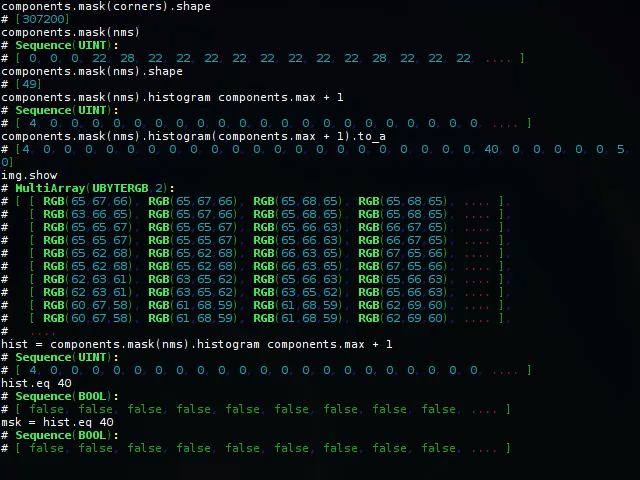 components.mask(corners).shape
# [307200]
components.mask(nms)
# Sequence(UINT):
# [ 0, 0, 0, 22, 28, 22, 22, 22, 22, 22, 22, 22, 22, 28, 22, 22, 22, .... ]
components.mask(nms).shape
# [49]
components.mask(nms).histogram components.max + 1
# Sequence(UINT):
# [ 4, 0, 0, 0, 0, 0, 0, 0, 0, 0, 0, 0, 0, 0, 0, 0, 0, 0, 0, 0, 0, .... ]
components.mask(nms).histogram(components.max + 1).to_a
# [4, 0, 0, 0, 0, 0, 0, 0, 0, 0, 0, 0, 0, 0, 0, 0, 0, 0, 0, 0, 0, 0, 40, 0, 0, 0, 0, 0, 5,
0]
img.show
# MultiArray(UBYTERGB,2):
# [ [ RGB(65,67,66), RGB(65,67,66), RGB(65,68,65), RGB(65,68,65), .... ],
#   [ RGB(63,66,65), RGB(65,67,66), RGB(65,68,65), RGB(65,68,65), .... ],
#   [ RGB(65,65,67), RGB(65,65,67), RGB(65,66,63), RGB(66,67,65), .... ],
#   [ RGB(65,65,67), RGB(65,65,67), RGB(65,66,63), RGB(66,67,65), .... ],
#   [ RGB(65,62,68), RGB(65,62,68), RGB(66,63,65), RGB(67,65,66), .... ],
#   [ RGB(65,62,68), RGB(65,62,68), RGB(66,63,65), RGB(67,65,66), .... ],
#   [ RGB(62,63,61), RGB(63,65,62), RGB(63,65,62), RGB(65,66,63), .... ],
#   [ RGB(62,63,61), RGB(63,65,62), RGB(63,65,62), RGB(65,66,63), .... ],
#   [ RGB(60,67,58), RGB(61,68,59), RGB(61,68,59), RGB(62,69,60), .... ],
#   [ RGB(60,67,58), RGB(61,68,59), RGB(61,68,59), RGB(62,69,60), .... ],
#   ....
hist = components.mask(nms).histogram components.max + 1
# Sequence(UINT):
# [ 4, 0, 0, 0, 0, 0, 0, 0, 0, 0, 0, 0, 0, 0, 0, 0, 0, 0, 0, 0, 0, .... ]
hist.eq 40
# Sequence(BOOL):
# [ false, false, false, false, false, false, false, false, false, .... ]
msk = hist.eq 40
# Sequence(BOOL):
# [ false, false, false, false, false, false, false, false, false, .... ]